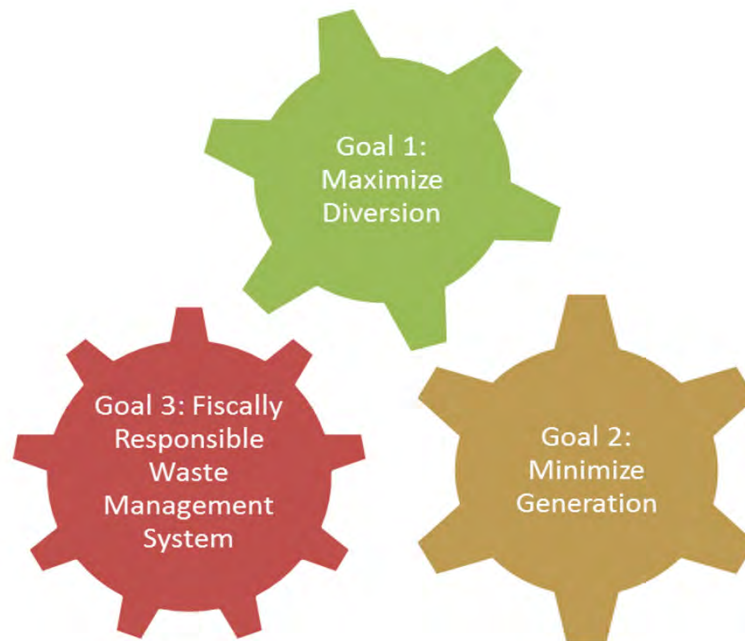 Goal 1:
Maximize
Diversion
Goal 3: Fiscally
Responsible
Waste
Management
System
Goal 2:
Minimize
Generation